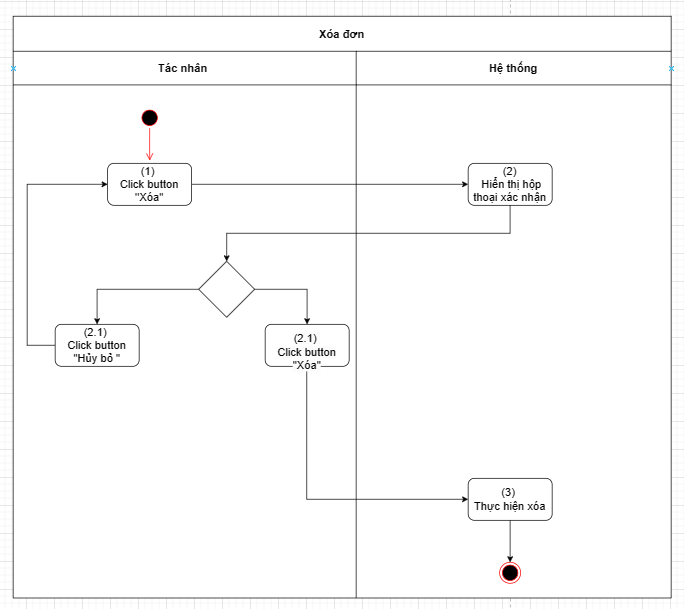 Xóa đơn
Tác nhân
Hệ thống
(1)
Click button
"Xóa"
(2)
Hiển thị hộp
thoại xác nhận
(2.1)
Click button
"Hủy bỏ "
(2.1)
Click button
"Xóa"
(3)
Thực hiện xóa